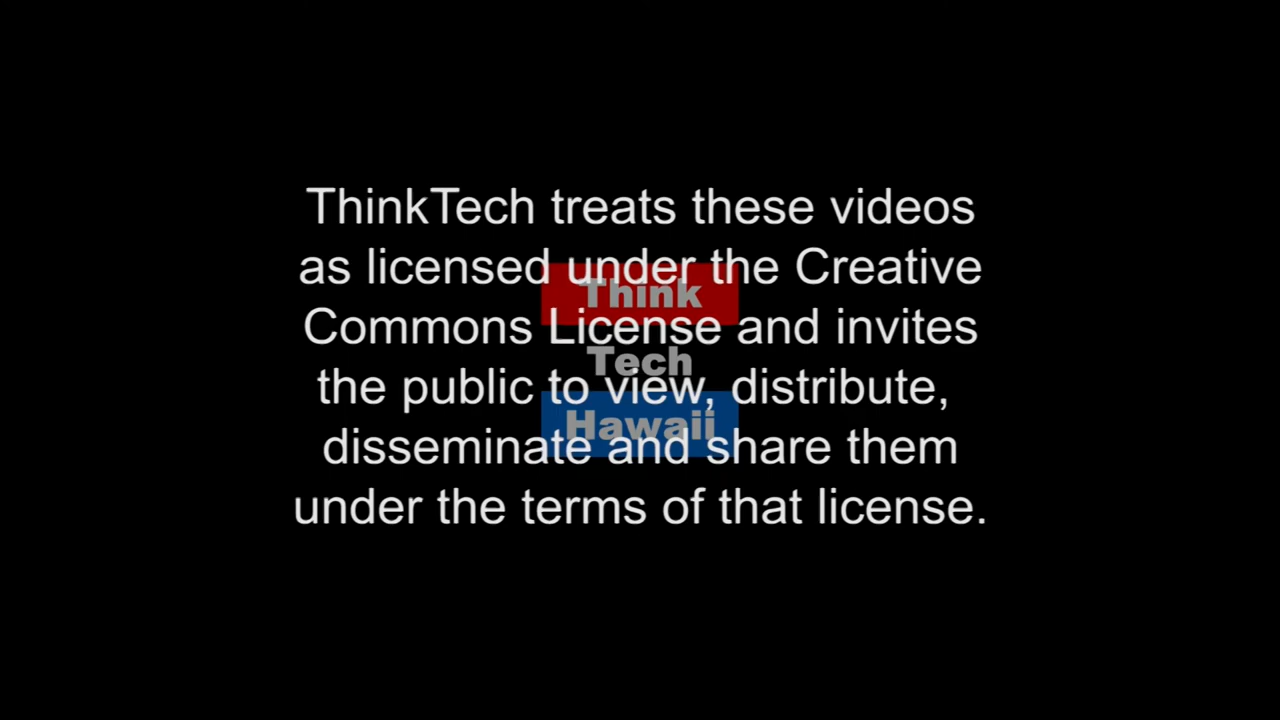 ThinkTech treats these videos
as licensed under the Creative
Think
Commons License and invites
Tech
the public to view, distribute,
Hawaii
disseminate and share them
under the terms of that license.